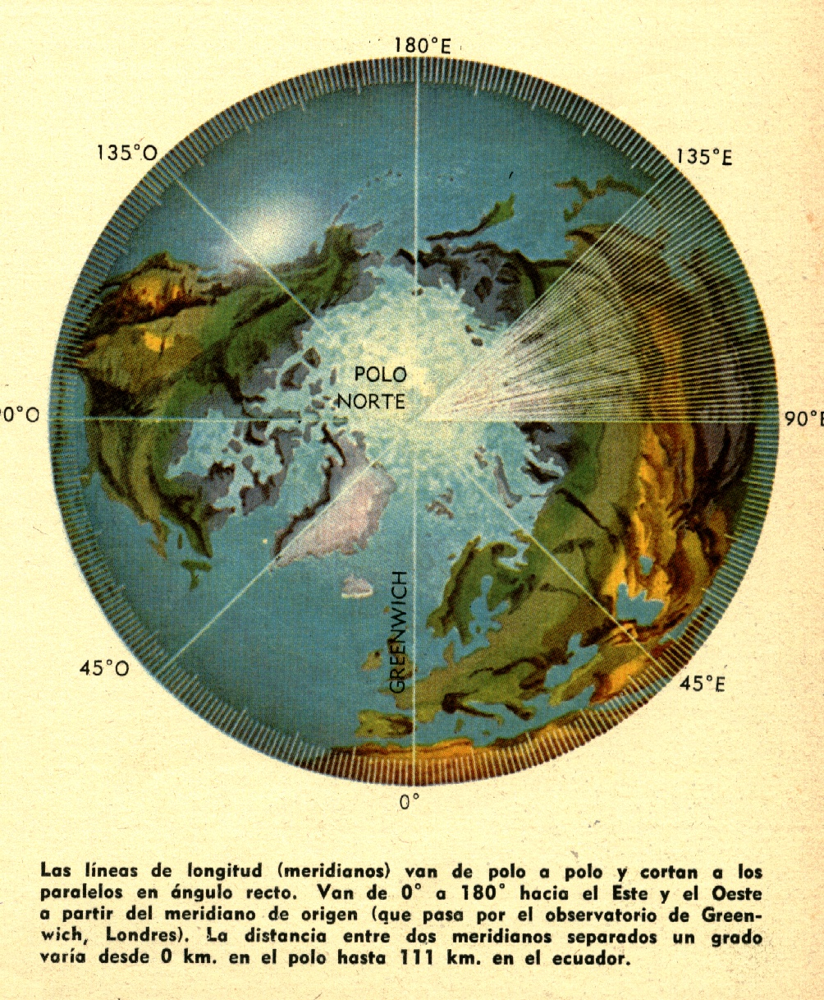 180°E
135°O
135°E
POLO
NORTE
90°O
90°E
GREENWICH
45°O
45°E
0°
Las líneas de longitud (meridianos) van de polo a polo y cortan a los
paralelos en ángulo recto. Van de 0° a 180° hacia el Este y el Oeste
a partir del meridiano de origen (que pasa por el observatorio de Green-
wich, Londres). La distancia entre dos meridianos separados un grado
varía desde 0 km. en el polo hasta 111 km. en el ecuador.